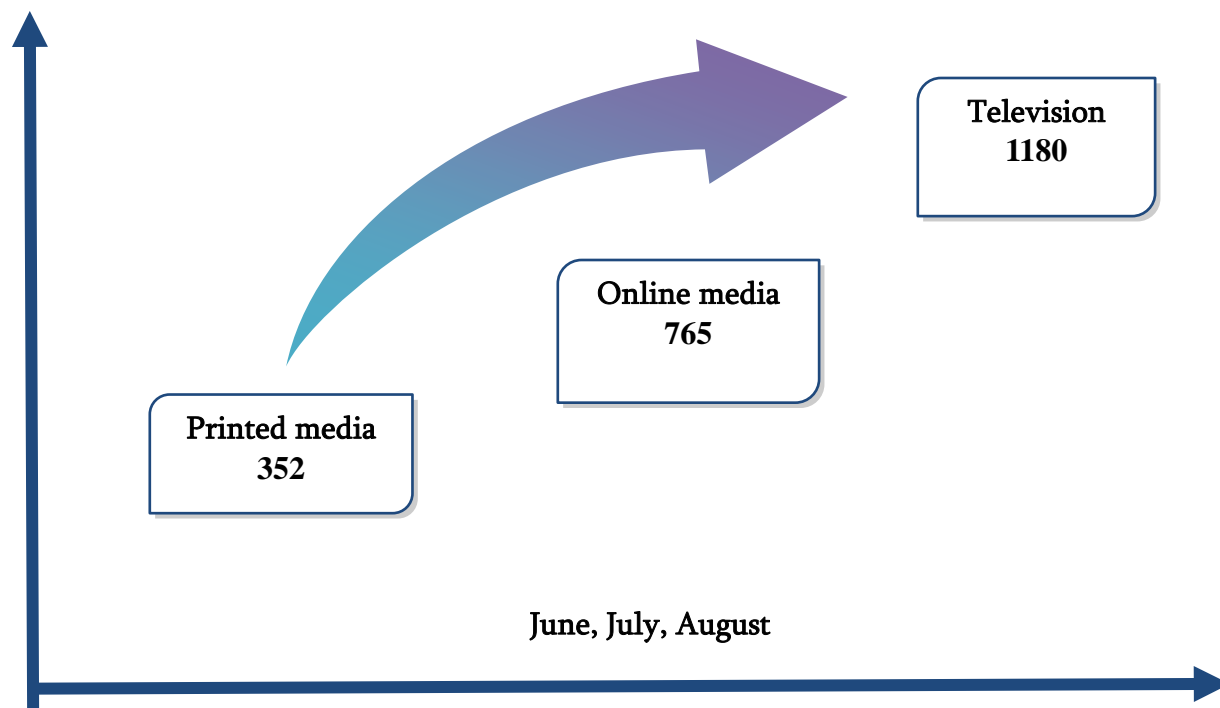 Television
1180
Online media
765
Printed media
352
June, July, August